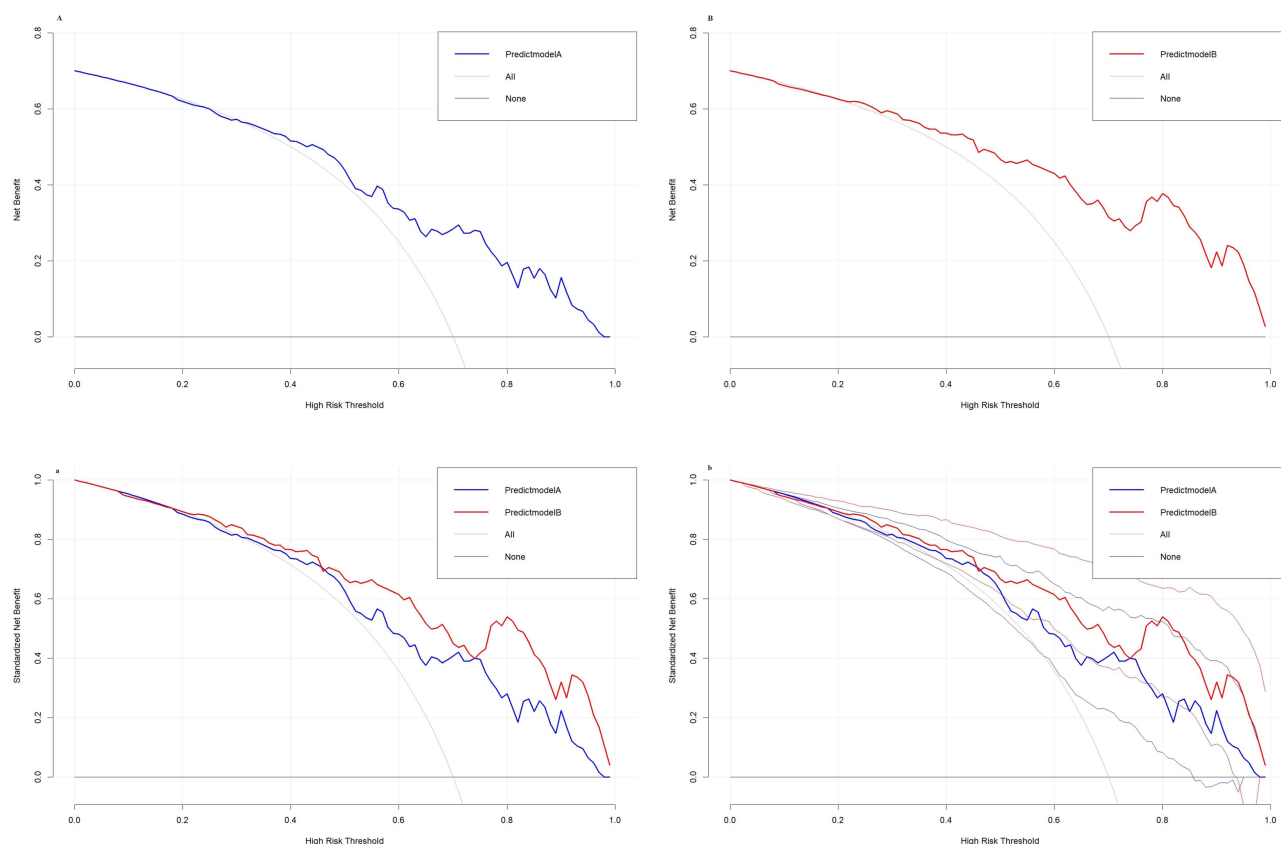 A
0.8
0.6
0.4
0.2
0.0
Net Benefit
PredictmodelA
All
None
0.0 0.2 0.4 0.6 0.8 1.0
High Risk Threshold
B
0.8
0.6
0.4
0.2
0.0
Net Benefit
PredictmodelB
All
None
0.0 0.2 0.4 0.6 0.8 1.0
High Risk Threshold
a
1.0
0.8
0.6
0.4
0.2
0.0
Standardized Net Benefit
PredictmodelA
PredictmodelB
All
None
0.0 0.2 0.4 0.6 0.8 1.0
High Risk Threshold
b
1.0
0.8
0.6
0.4
0.2
0.0
Standardized Net Benefit
PredictmodelA
PredictmodelB
All
None
0.0 0.2 0.4 0.6 0.8 1.0
High Risk Threshold